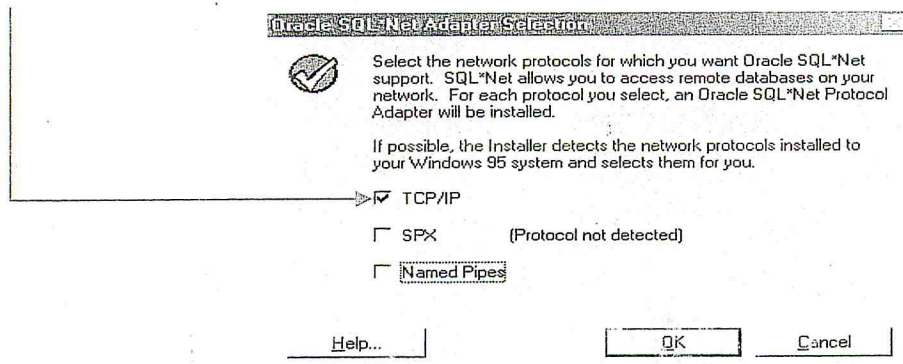 Oracle SQL*Net Adapter Selection
Select the network protocols for which you want Oracle SQL*Net
support. SQL*Net allows you to access remote databases on your
network. For each protocol you select, an Oracle SQL*Net Protocol
Adapter will be installed.
If possible, the Installer detects the network protocols installed to
your Windows 95 system and selects them for you.
TCP/IP
SPX (Protocol not detected)
Named Pipes
Help... OK Cancel